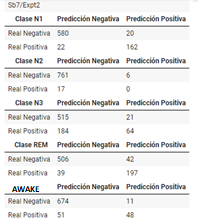 Sb7/Expt2
Clase N1 Predicción Negativa Predicción Positiva
Real Negativa 580 20
Real Positiva 22 162
Clase N2 Predicción Negativa Predicción Positiva
Real Negativa 761 6
Real Positiva 17 0
Clase N3 Predicción Negativa Predicción Positiva
Real Negativa 515 21
Real Positiva 184 64
Clase REM Predicción Negativa Predicción Positiva
Real Negativa 506 42
Real Positiva 39 197
AWAKE Predicción Negativa Predicción Positiva
Real Negativa 674 11
Real Positiva 51 48